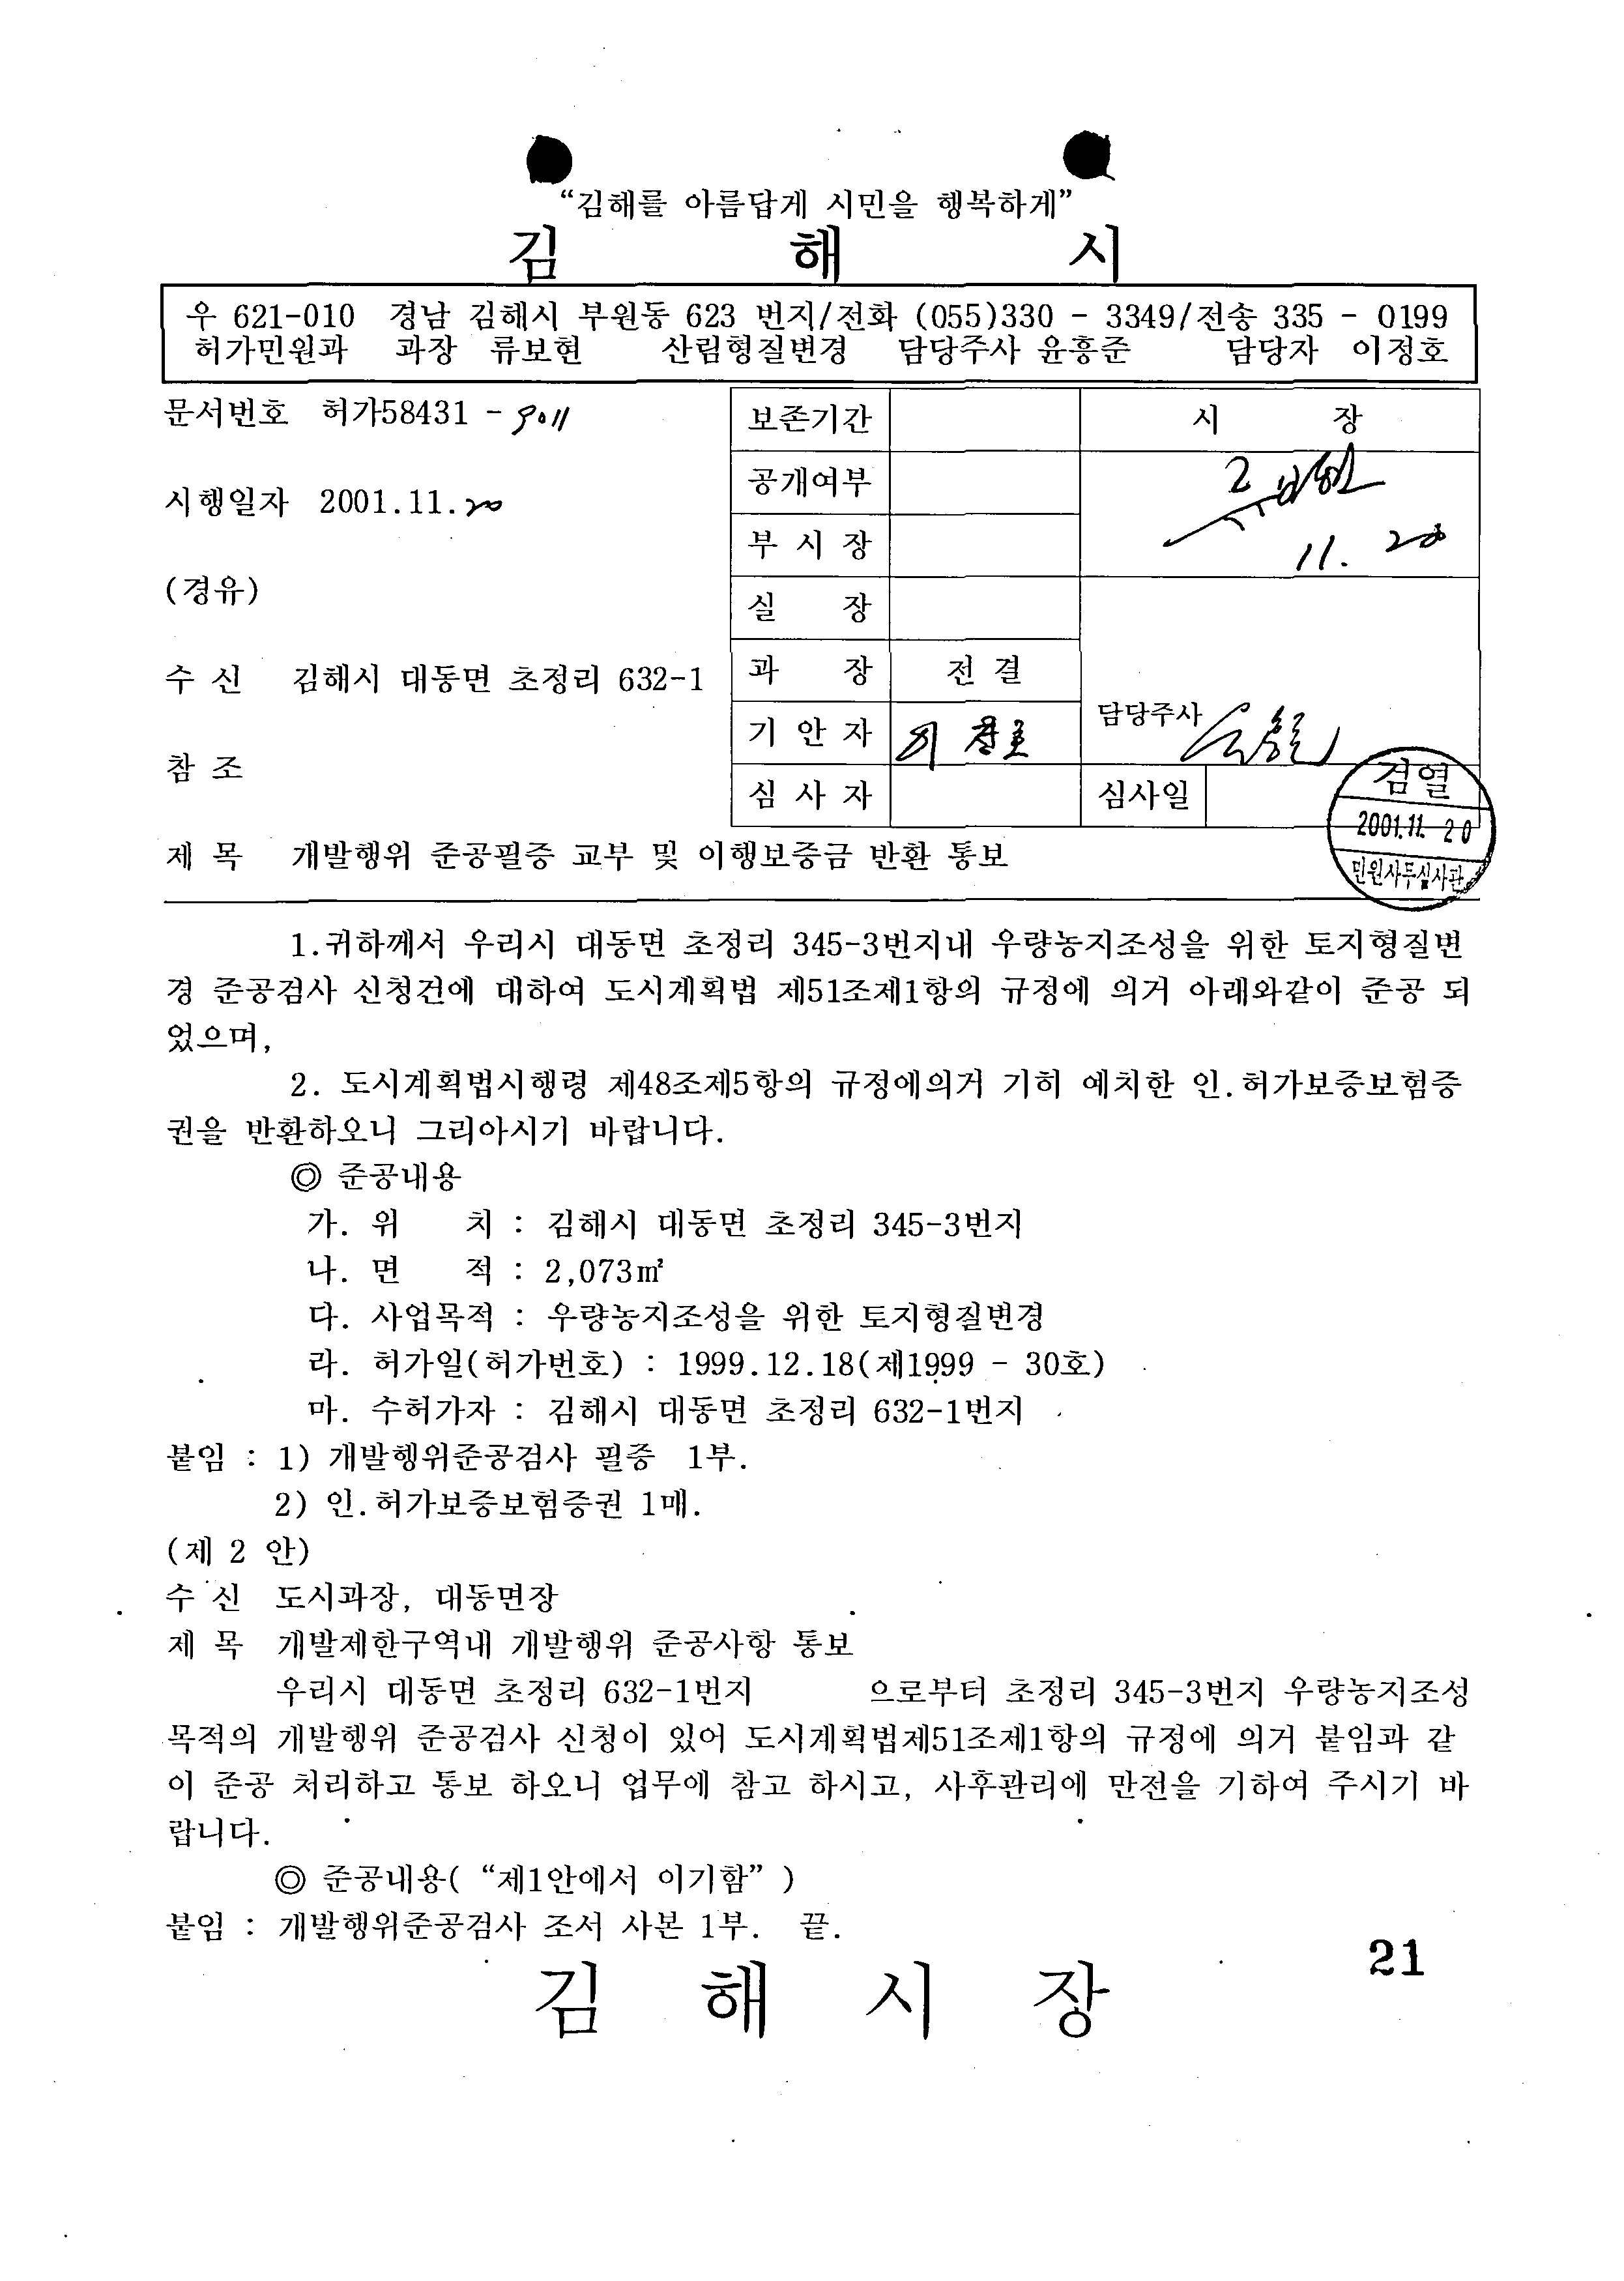 “김해를 아름답게 시민을 행복하게”
김 해 시
우 621-010 경남 김해시 부원동 623 번지/전화 (055)330 - 3349/전송 335 - 0199
허가민원과 과장 류보현 산림형질변경 담당주사 윤흥준 담당자 이정호
문서번호 허가58431 -
시행일자 2001.11.20
(경유)
수 신 김해시 대동면 초정리 632-1
참 조
보존기간 시 장
공개여부
부 시 장 11. 20
실 장
과 장 전 결
기 안 자 이정호 담당주사
심 사 자 심사일
검열
2001.11.20
민원사무심사관
제 목 개발행위 준공필증 교부 및 이행보증금 반환 통보
1.귀하께서 우리시 대동면 초정리 345-3번지내 우량농지조성을 위한 토지형질변
경 준공검사 신청건에 대하여 도시계획법 제51조제1항의 규정에 의거 아래와같이 준공 되
었으며,
2. 도시계획법시행령 제48조제5항의 규정에의거 기히 예치한 인.허가보증보험증
권을 반환하오니 그리아시기 바랍니다.
◎ 준공내용
가. 위 치 : 김해시 대동면 초정리 345-3번지
나. 면 적 : 2,073㎡
다. 사업목적 : 우량농지조성을 위한 토지형질변경
라. 허가일(허가번호) : 1999.12.18(제1999 - 30호)
마. 수허가자 : 김해시 대동면 초정리 632-1번지
붙임 : 1) 개발행위준공검사 필증 1부.
2) 인.허가보증보험증권 1매.
(제 2 안)
수 신 도시과장, 대동면장
제 목 개발제한구역내 개발행위 준공사항 통보
우리시 대동면 초정리 632-1번지 으로부터 초정리 345-3번지 우량농지조성
목적의 개발행위 준공검사 신청이 있어 도시계획법제51조제1항의 규정에 의거 붙임과 같
이 준공 처리하고 통보 하오니 업무에 참고 하시고, 사후관리에 만전을 기하여 주시기 바
랍니다.
◎ 준공내용( “제1안에서 이기함” )
붙임 : 개발행위준공검사 조서 사본 1부. 끝.
21
김 해 시 장